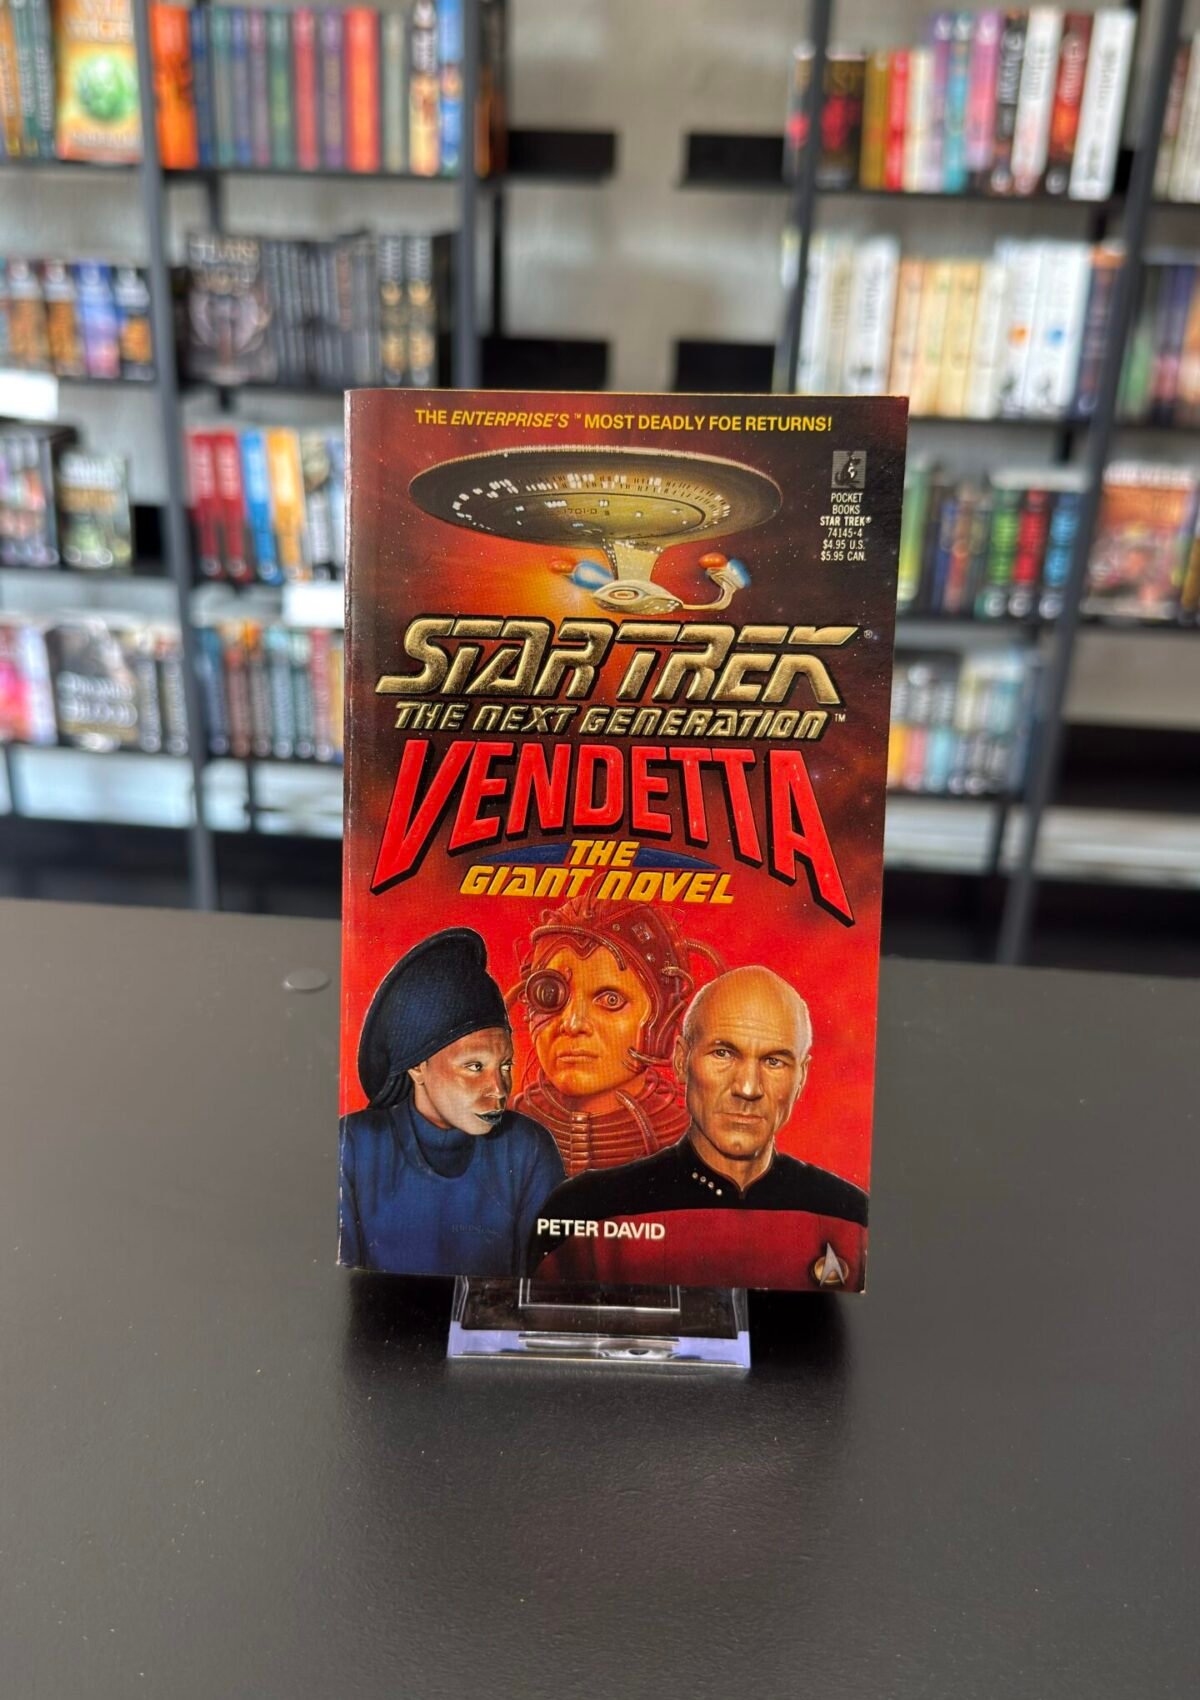 THE ENTERPRISE'S™ MOST DEADLY FOE RETURNS!
POCKET
BOOKS
STAR TREK®
74145-4
$4.95 U.S.
$5.95 CAN.
1701-D
STAR TREK®
THE NEXT GENERATION™
VENDETTA
THE
GIANT NOVEL
PETER DAVID